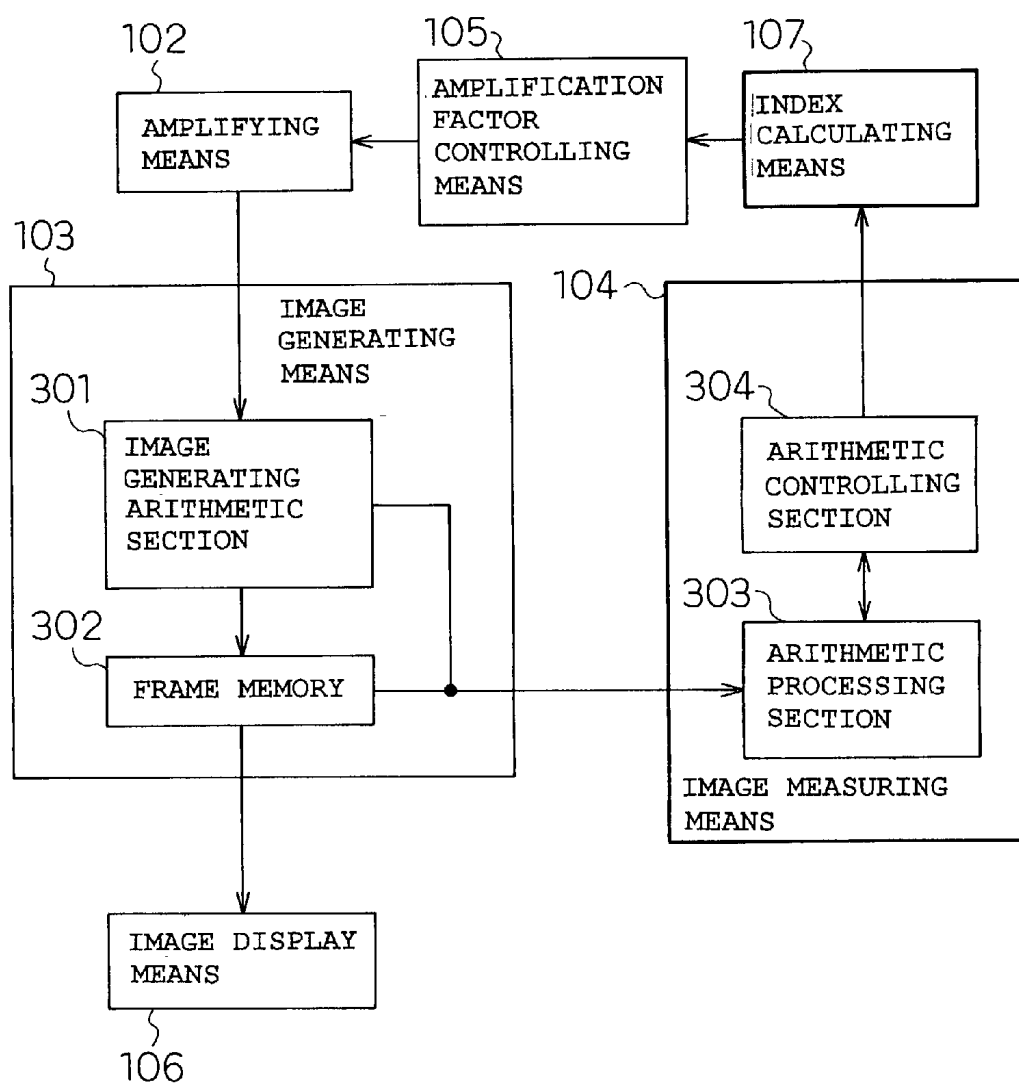 102
AMPLIFYING
MEANS
105
AMPLIFICATION
FACTOR
CONTROLLING
MEANS
107
INDEX
CALCULATING
MEANS
103
IMAGE
GENERATING
MEANS
301
IMAGE
GENERATING
ARITHMETIC
SECTION
302
FRAME MEMORY
104
304
ARITHMETIC
CONTROLLING
SECTION
303
ARITHMETIC
PROCESSING
SECTION
IMAGE MEASURING
MEANS
IMAGE DISPLAY
MEANS
106